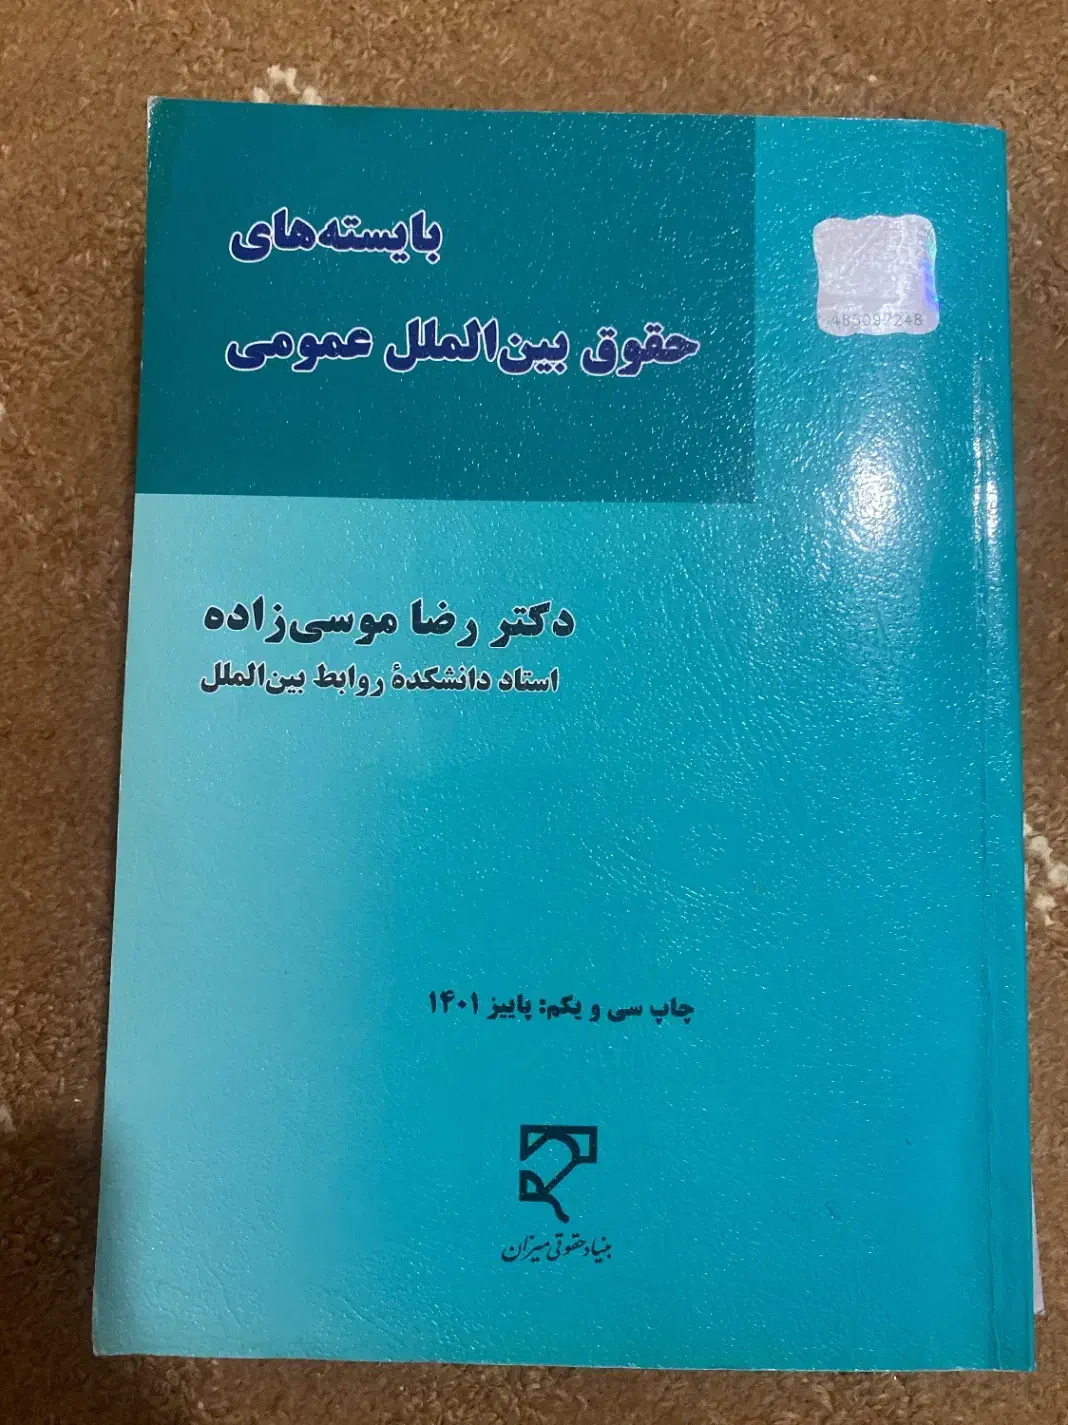 بایسته‌های
حقوق بین‌الملل عمومی
485097248
دکتر رضا موسی‌زاده
استاد دانشکدهٔ روابط بین‌الملل
چاپ سی و یکم: پاییز ۱۴۰۱
بنیاد حقوقی میزان